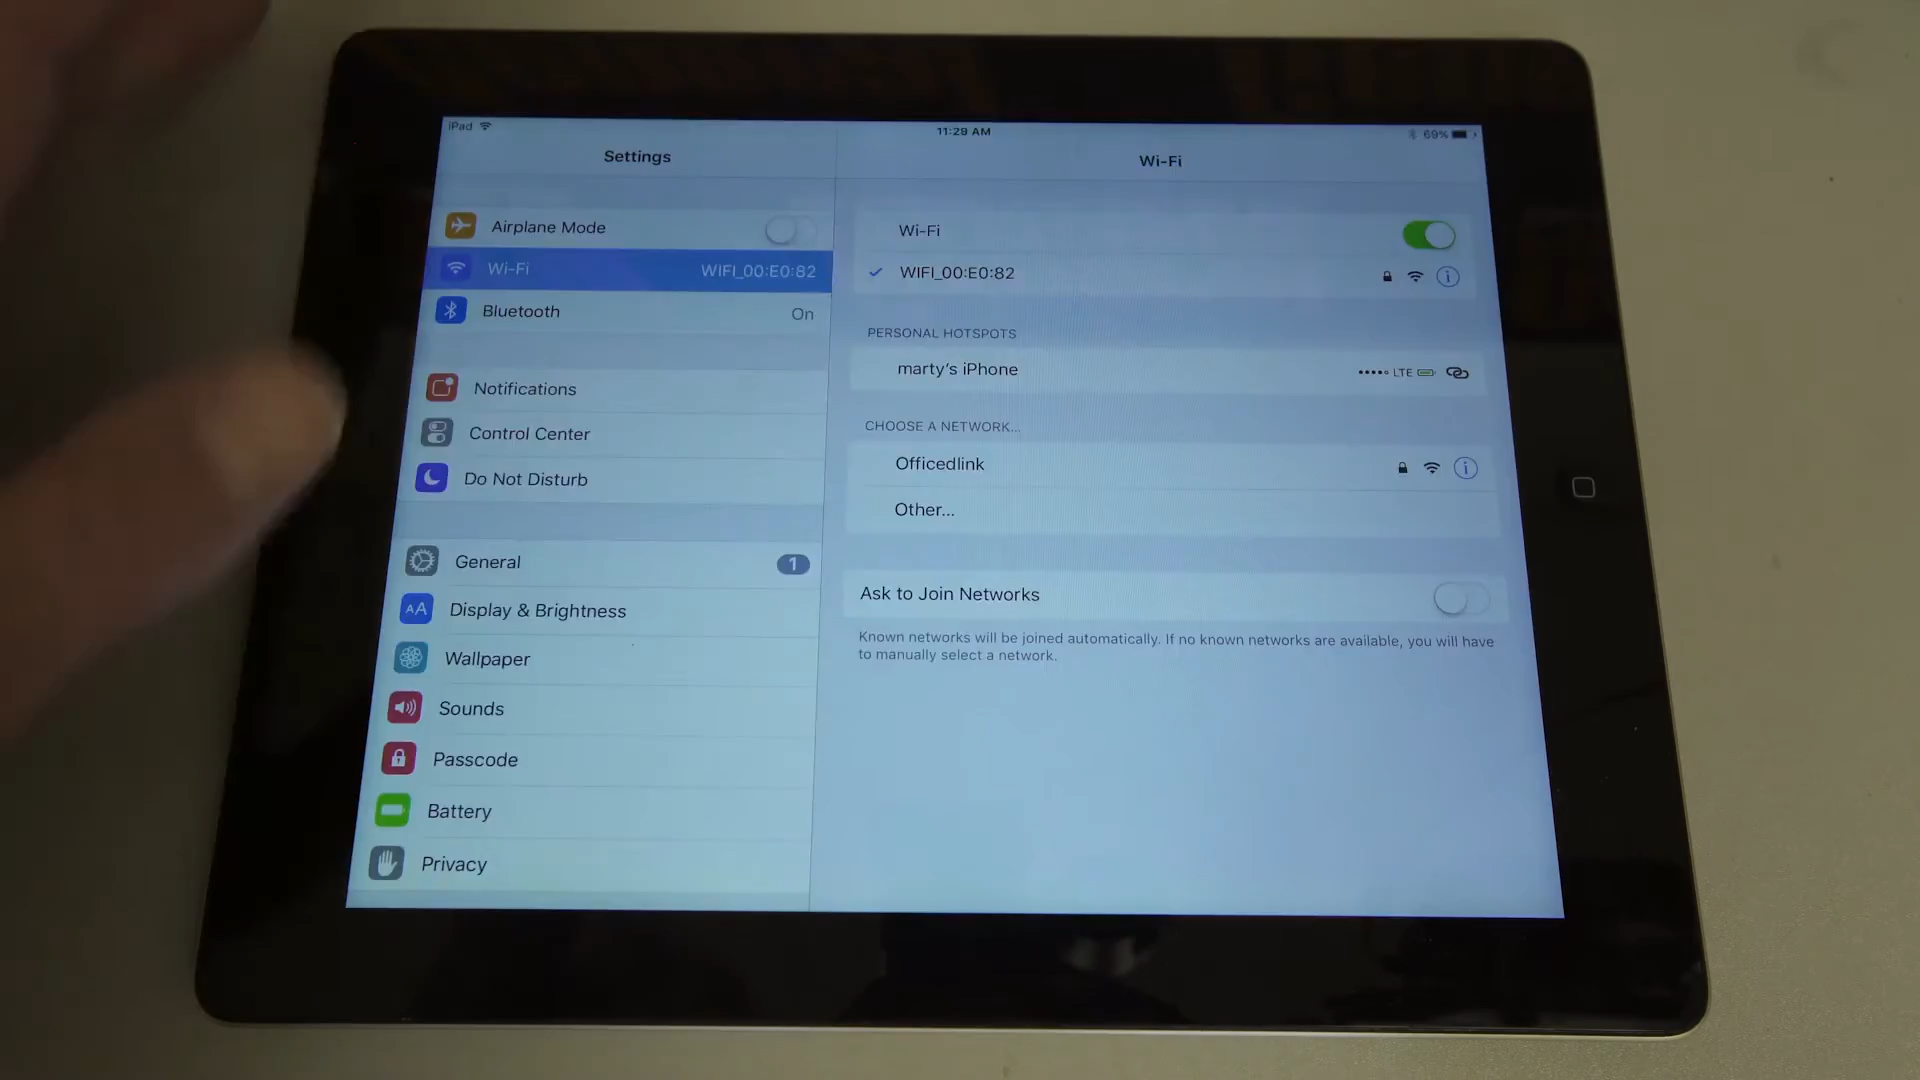 iPad
11:29 AM
69%
Settings
Wi-Fi
Airplane Mode
Wi-Fi WIFI_00:E0:82
Bluetooth On
Notifications
Control Center
Do Not Disturb
General 1
AA Display & Brightness
Wallpaper
Sounds
Passcode
Battery
Privacy
Wi-Fi
WIFI_00:E0:82
PERSONAL HOTSPOTS
marty's iPhone LTE
CHOOSE A NETWORK...
Officedlink
Other...
Ask to Join Networks
Known networks will be joined automatically. If no known networks are available, you will have
to manually select a network.